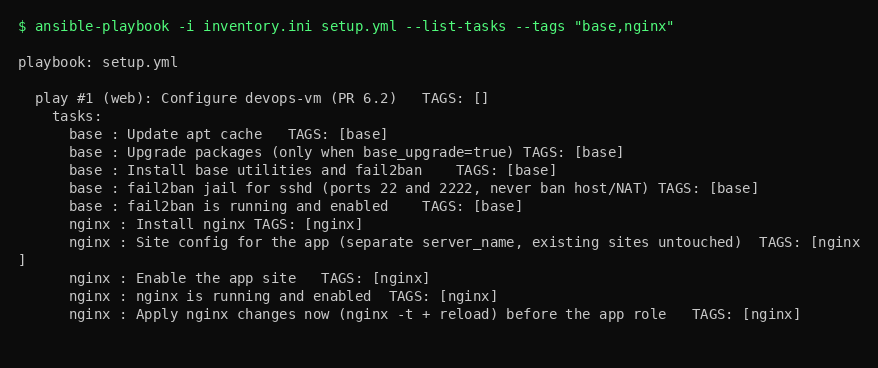 $ ansible-playbook -i inventory.ini setup.yml --list-tasks --tags "base,nginx"
playbook: setup.yml
play #1 (web): Configure devops-vm (PR 6.2)   TAGS: []
tasks:
base : Update apt cache   TAGS: [base]
base : Upgrade packages (only when base_upgrade=true) TAGS: [base]
base : Install base utilities and fail2ban    TAGS: [base]
base : fail2ban jail for sshd (ports 22 and 2222, never ban host/NAT) TAGS: [base]
base : fail2ban is running and enabled    TAGS: [base]
nginx : Install nginx TAGS: [nginx]
nginx : Site config for the app (separate server_name, existing sites untouched)  TAGS: [nginx
]
nginx : Enable the app site   TAGS: [nginx]
nginx : nginx is running and enabled  TAGS: [nginx]
nginx : Apply nginx changes now (nginx -t + reload) before the app role   TAGS: [nginx]